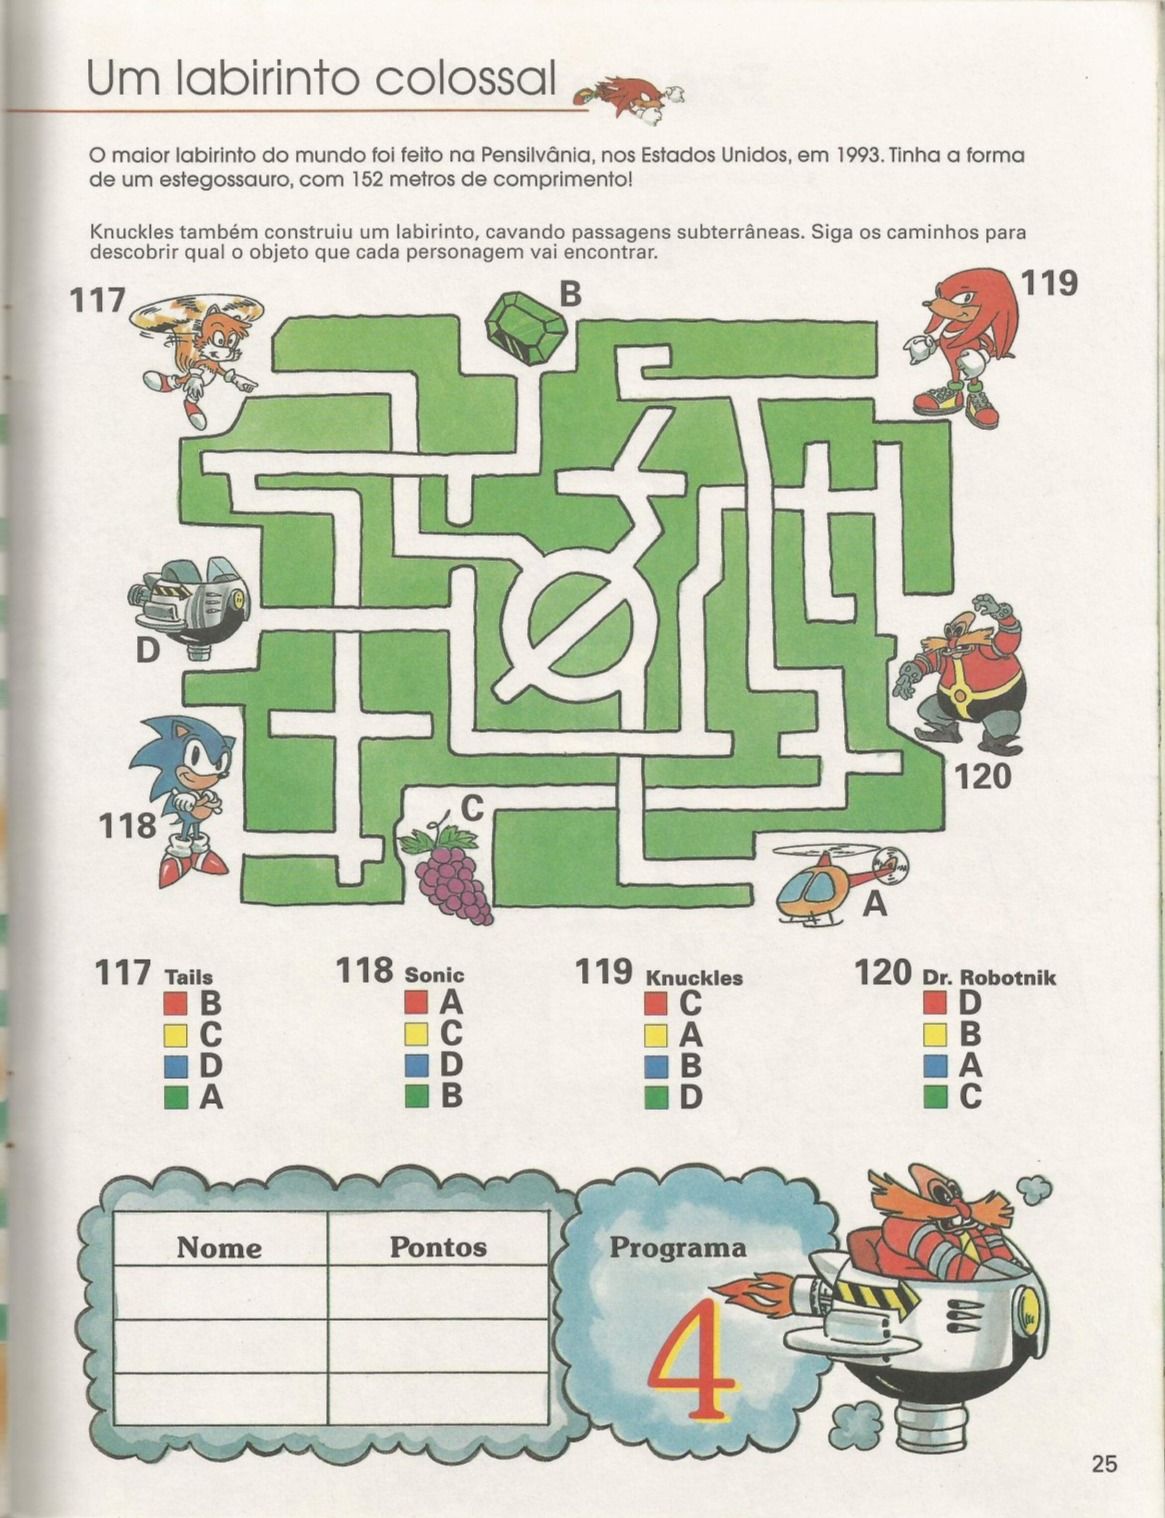 Um labirinto colossal
O maior labirinto do mundo foi feito na Pensilvânia, nos Estados Unidos, em 1993. Tinha a forma
de um estegossauro, com 152 metros de comprimento!
Knuckles também construiu um labirinto, cavando passagens subterrâneas. Siga os caminhos para
descobrir qual o objeto que cada personagem vai encontrar.
117
B
119
D
118
C
120
A
117 Tails
B
C
D
A
118 Sonic
A
C
D
B
119 Knuckles
C
A
B
D
120 Dr. Robotnik
D
B
A
C
Nome Pontos
Programa
4
25